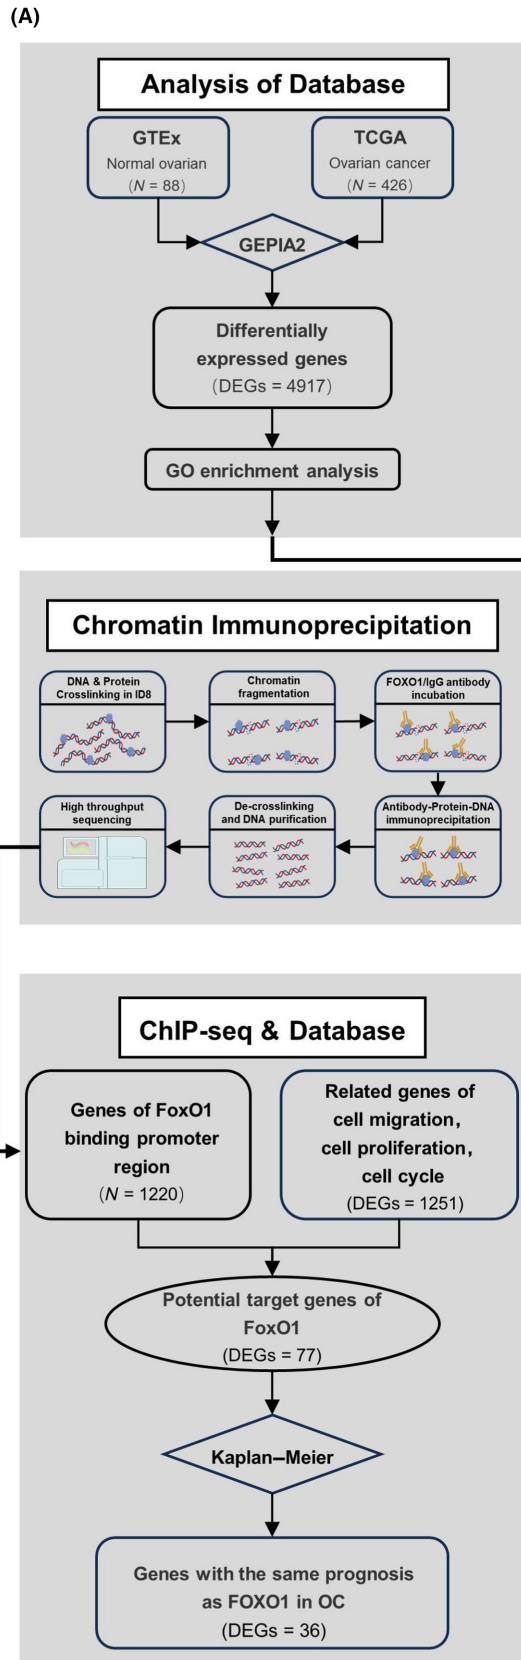 (A)
Analysis of Database
GTEx
Normal ovarian
(N = 88)
TCGA
Ovarian cancer
(N = 426)
GEPIA2
Differentially
expressed genes
(DEGs = 4917)
GO enrichment analysis
Chromatin Immunoprecipitation
DNA & Protein
Crosslinking in ID8
Chromatin
fragmentation
FOXO1/IgG antibody
incubation
High throughput
sequencing
De-crosslinking
and DNA purification
Antibody-Protein-DNA
immunoprecipitation
ChIP-seq & Database
Genes of FoxO1
binding promoter
region
(N = 1220)
Related genes of
cell migration,
cell proliferation,
cell cycle
(DEGs = 1251)
Potential target genes of
FoxO1
(DEGs = 77)
Kaplan–Meier
Genes with the same prognosis
as FOXO1 in OC
(DEGs = 36)